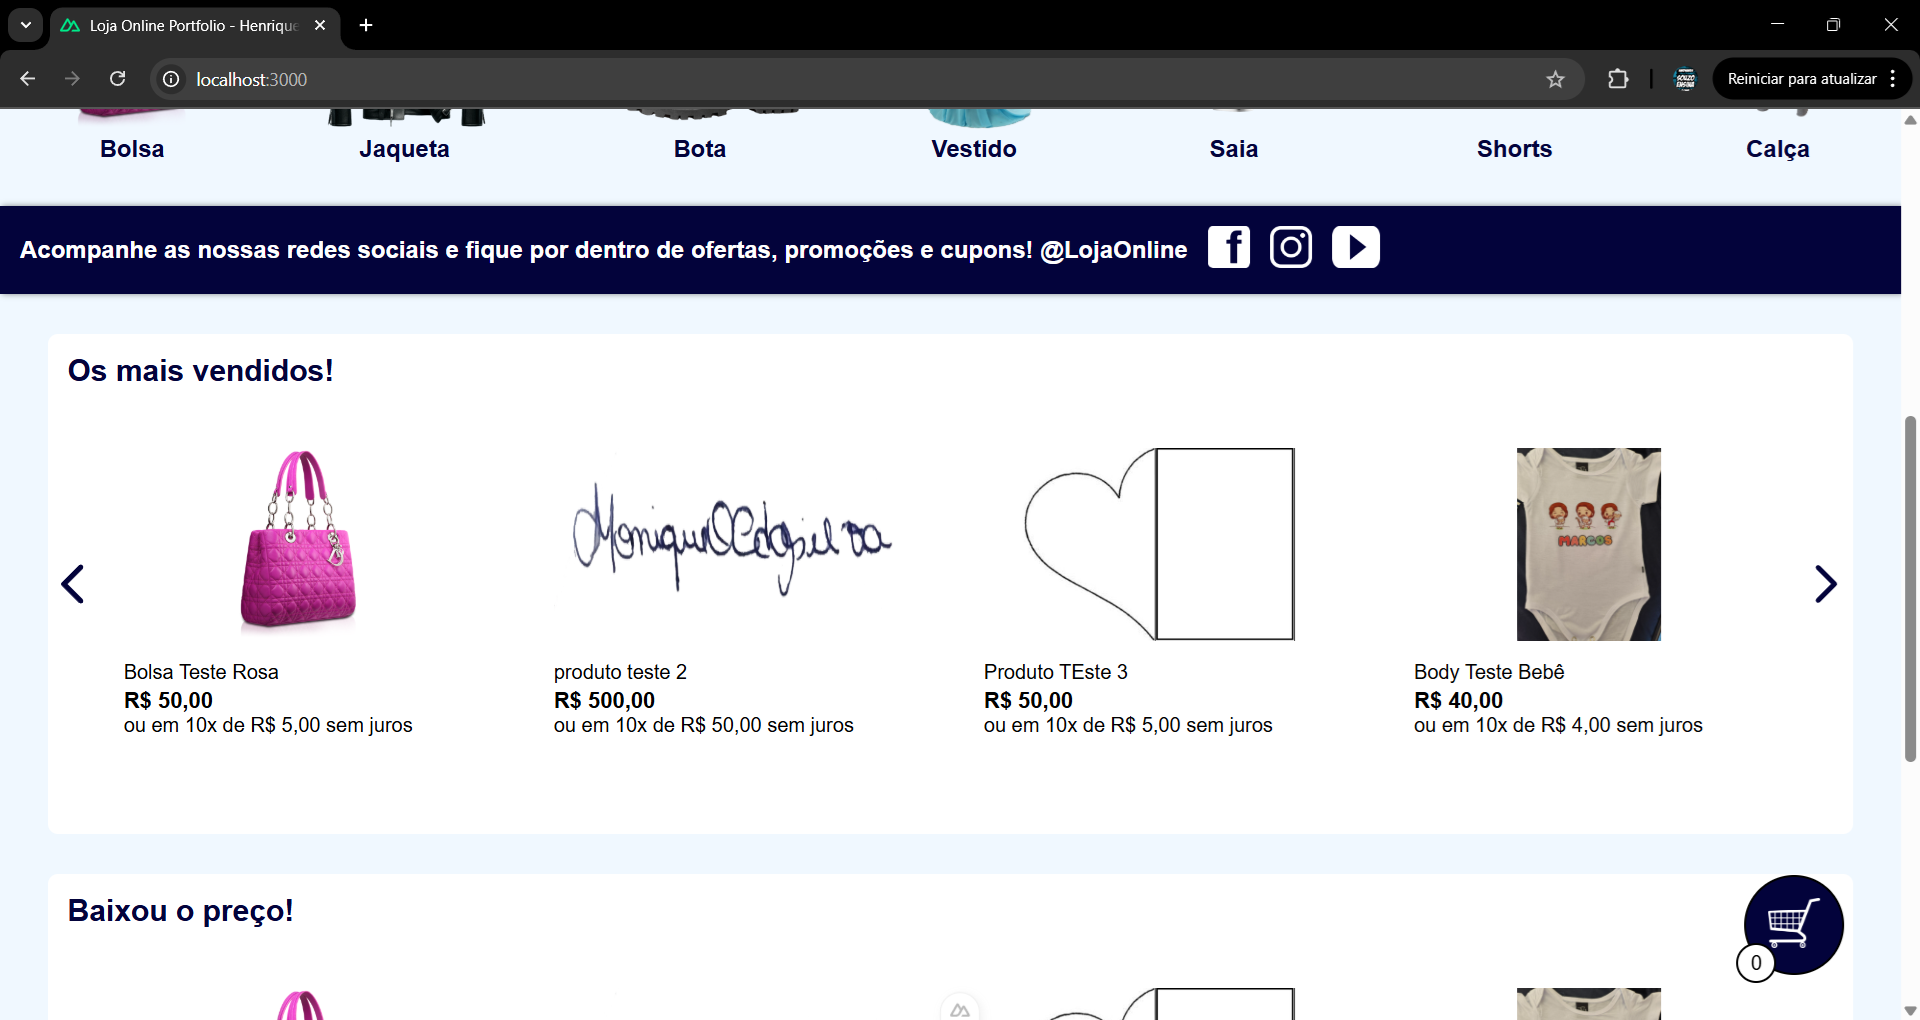 Loja Online Portfolio - Henrique
localhost:3000
Reiniciar para atualizar
Bolsa
Jaqueta
Bota
Vestido
Saia
Shorts
Calça
Acompanhe as nossas redes sociais e fique por dentro de ofertas, promoções e cupons! @LojaOnline
Os mais vendidos!
MARCOS
Bolsa Teste Rosa
R$ 50,00
ou em 10x de R$ 5,00 sem juros
produto teste 2
R$ 500,00
ou em 10x de R$ 50,00 sem juros
Produto TEste 3
R$ 50,00
ou em 10x de R$ 5,00 sem juros
Body Teste Bebê
R$ 40,00
ou em 10x de R$ 4,00 sem juros
Baixou o preço!
0